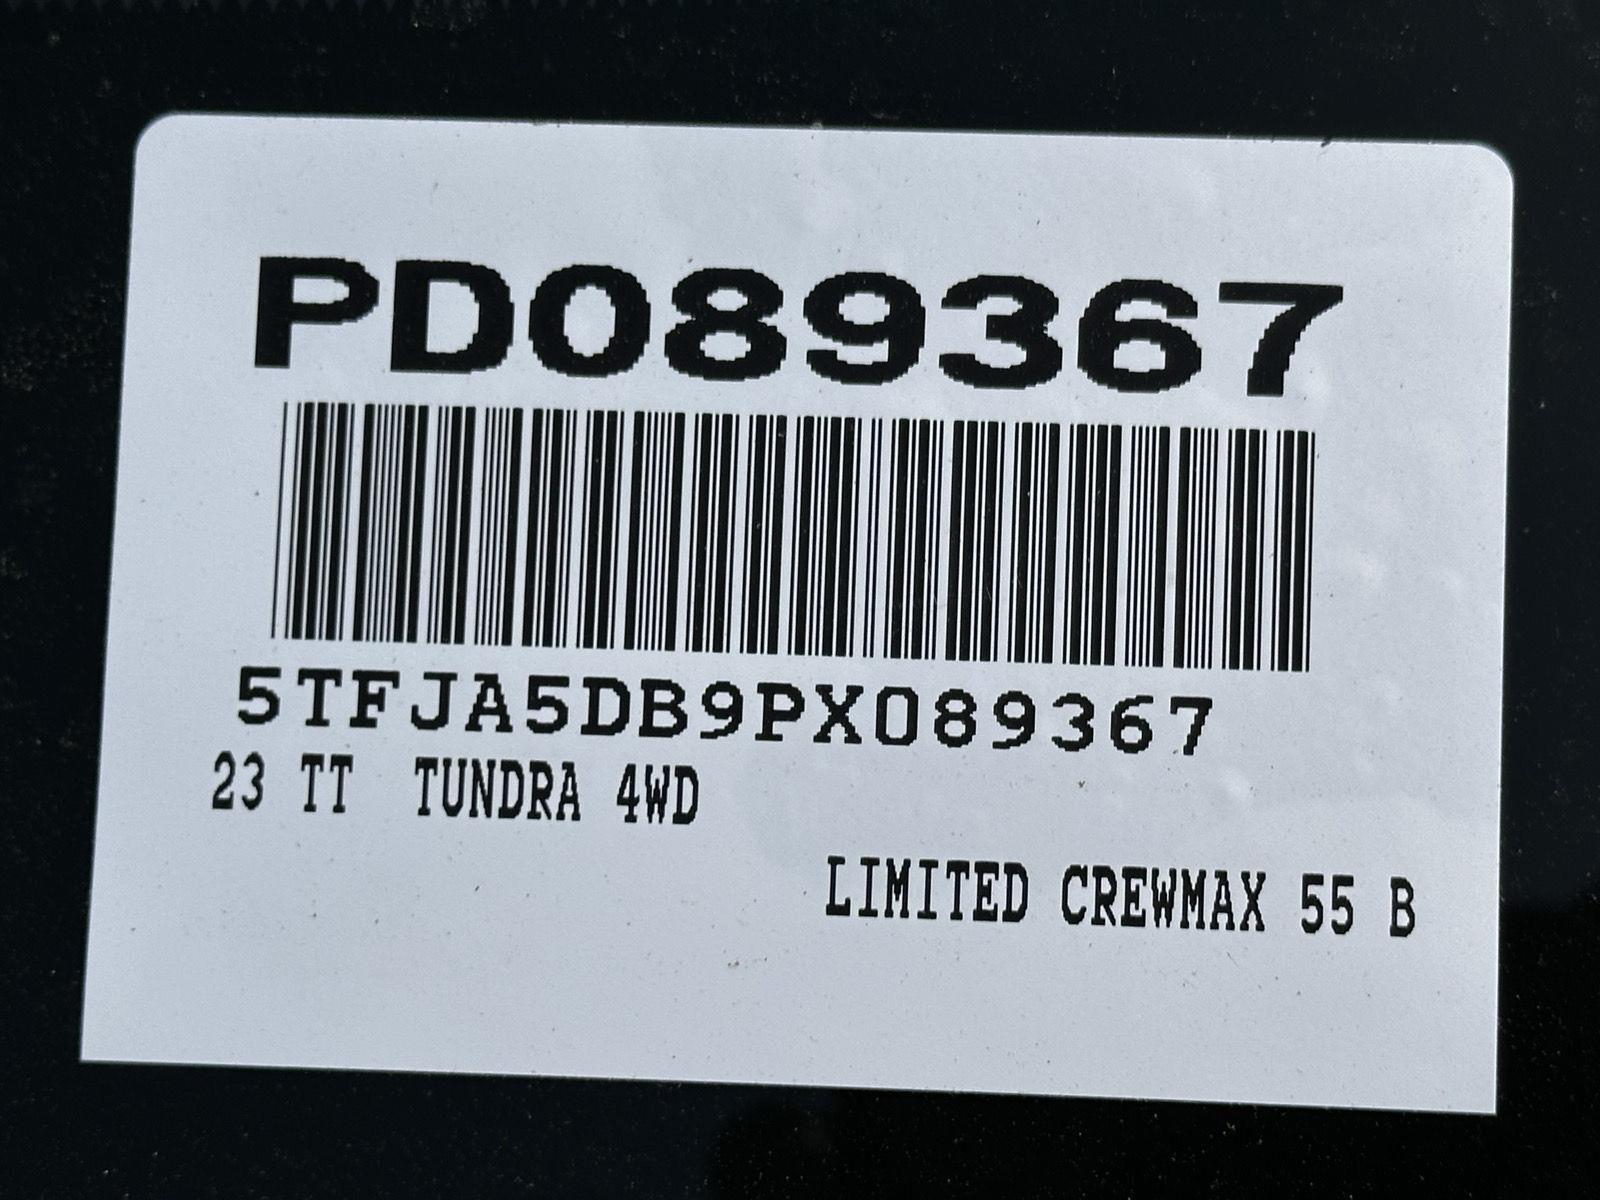 PD089367
5TFJA5DB9PX089367
23 TT TUNDRA 4WD
LIMITED CREWMAX 55 B